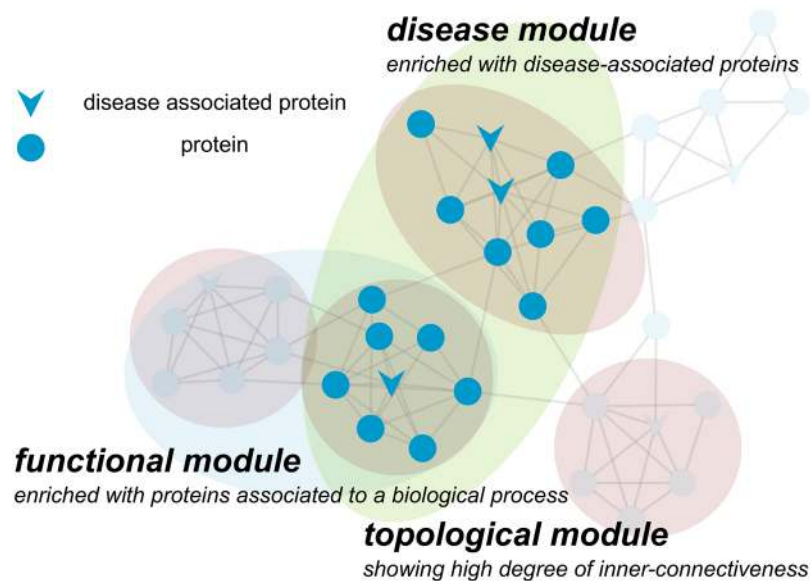 disease module
enriched with disease-associated proteins
disease associated protein
protein
functional module
enriched with proteins associated to a biological process
topological module
showing high degree of inner-connectiveness